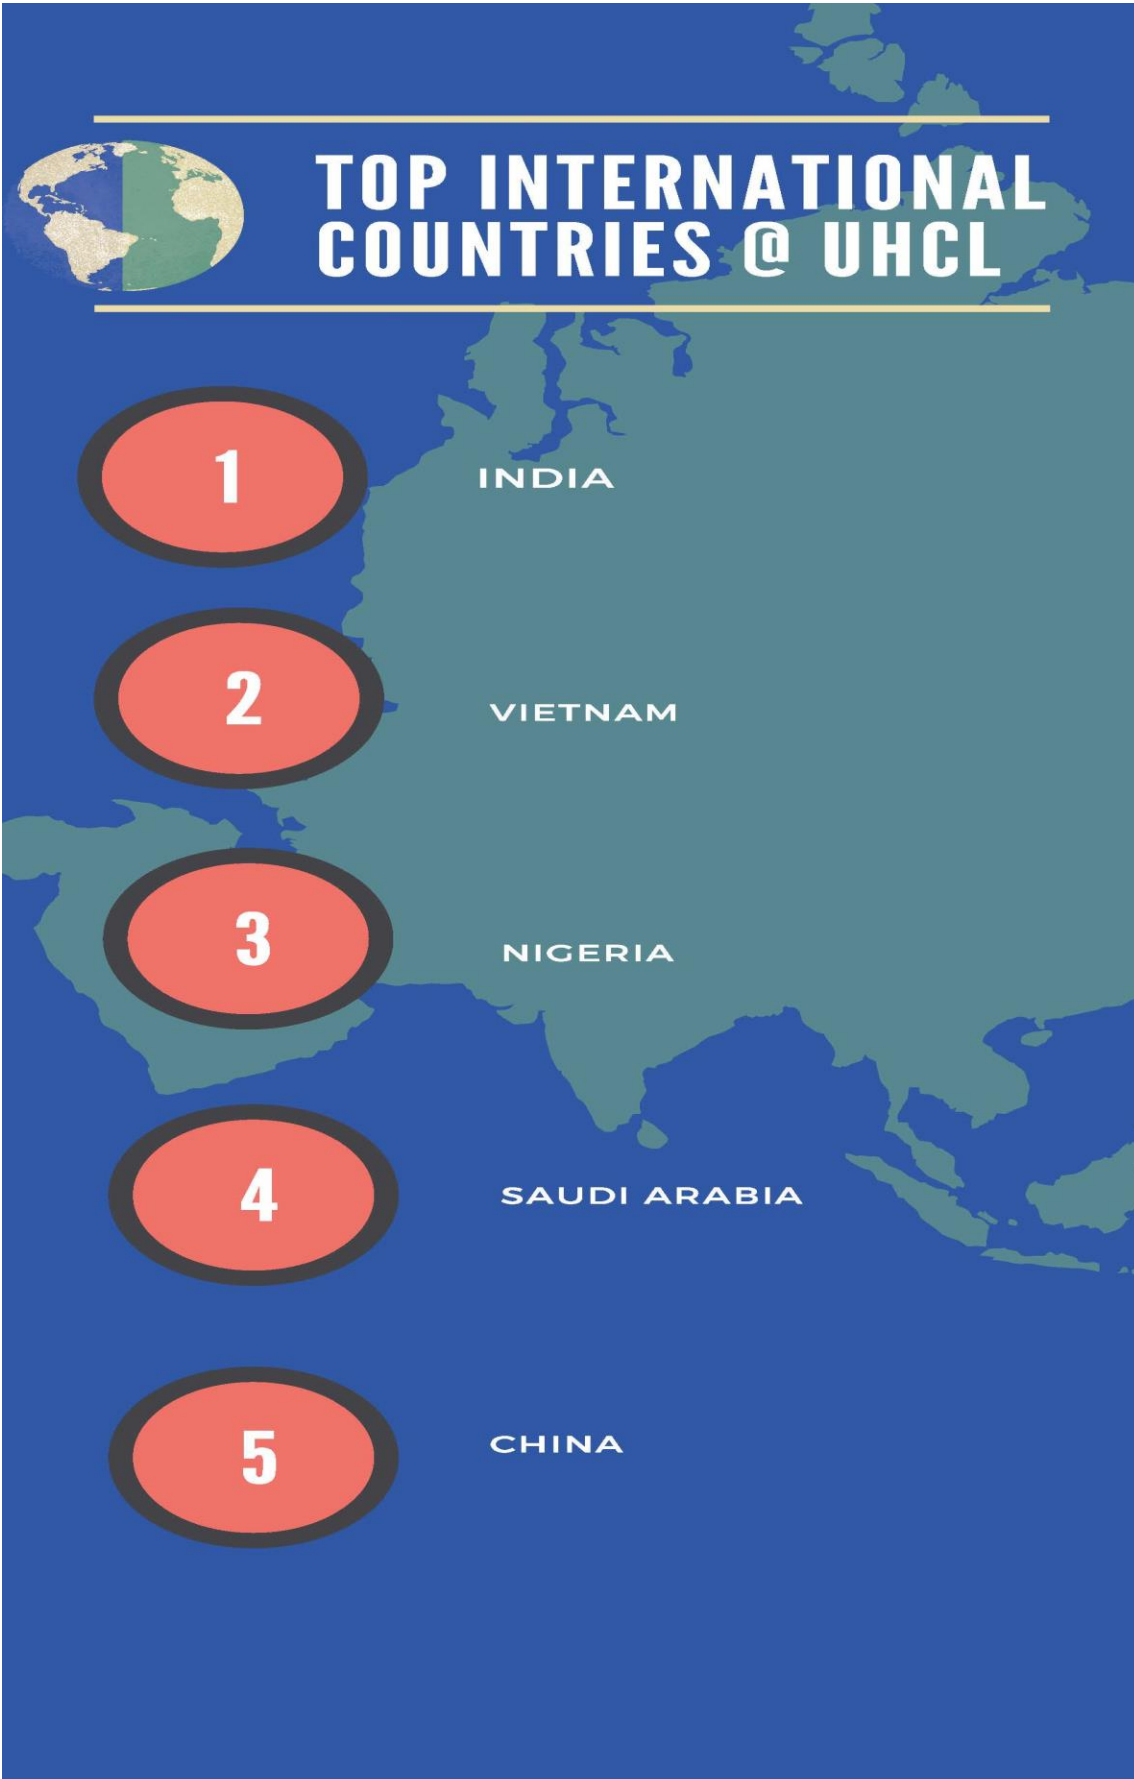 TOP INTERNATIONAL
COUNTRIES @ UHCL
1
INDIA
2
VIETNAM
3
NIGERIA
4
SAUDI ARABIA
5
CHINA